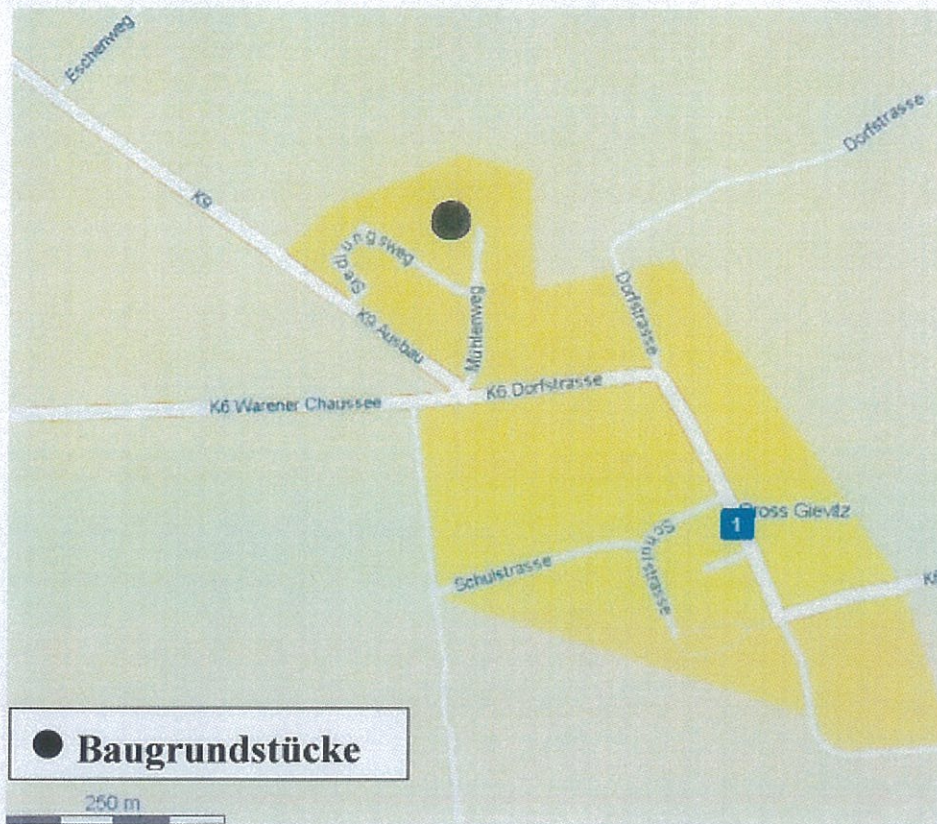 Eschenweg
Dorfstrasse
K9
Siedlungsweg
Dorfstrasse
K9 Ausbau
Mühlenweg
K6 Dorfstrasse
K6 Warener Chaussee
1
Gross Gievitz
Schulstrasse
Schulstrasse
K6
● Baugrundstücke
250 m